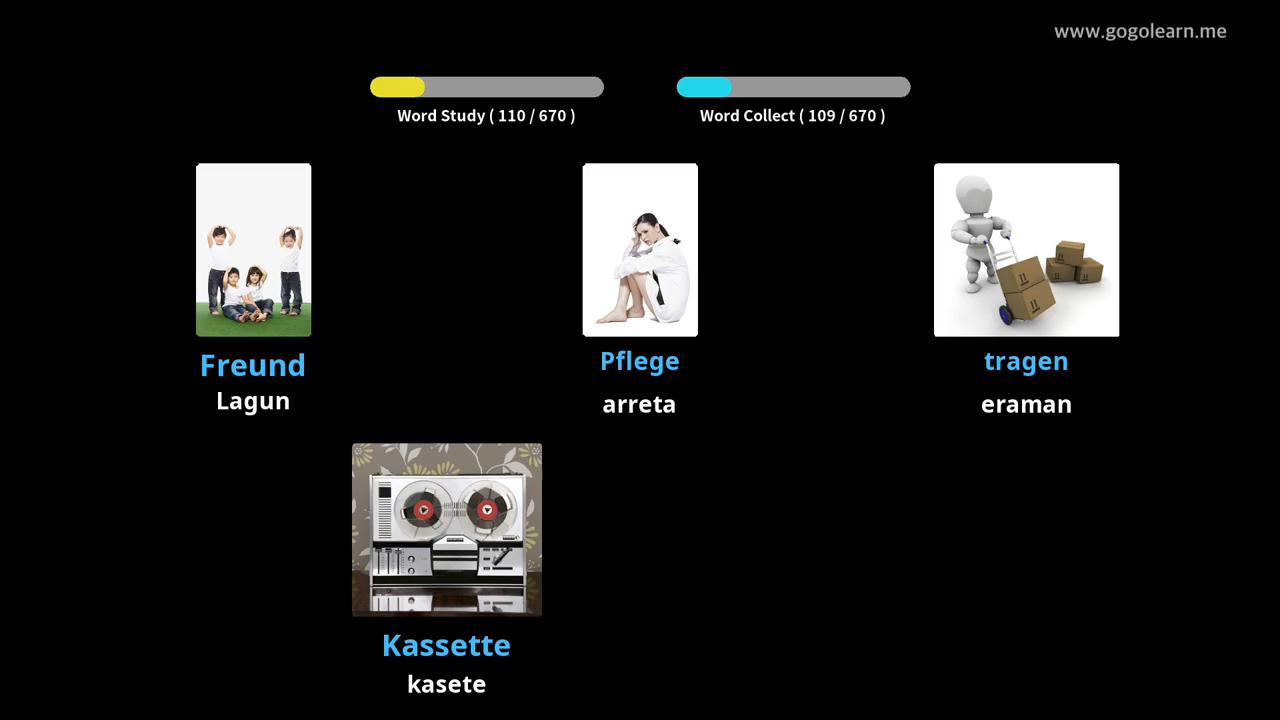 www.gogolearn.me
Word Study ( 110 / 670 )
Word Collect ( 109 / 670 )
Freund
Lagun
Pflege
arreta
tragen
eraman
Kassette
kasete